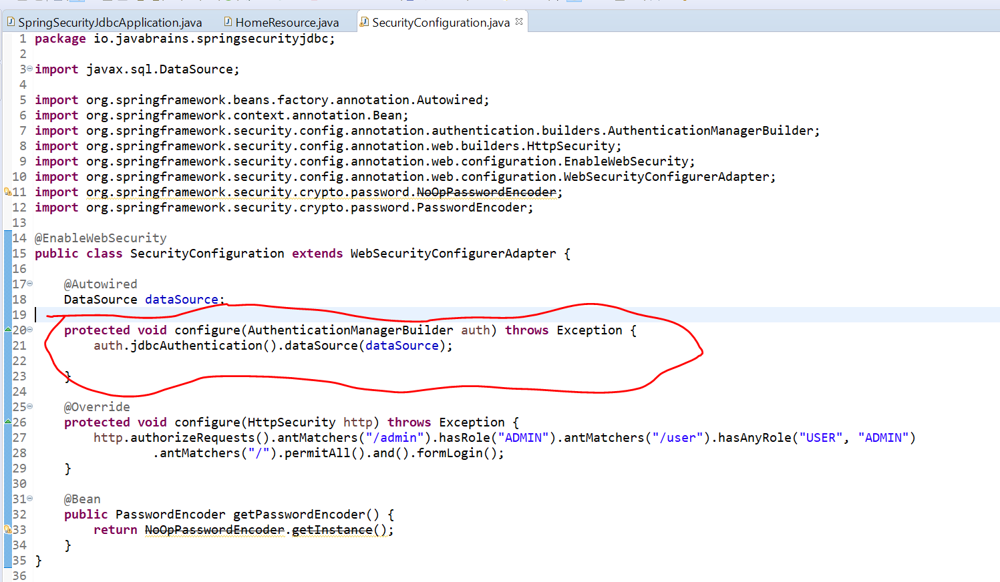 SpringSecurityJdbcApplication.java HomeResource.java SecurityConfiguration.java
1 package io.javabrains.springsecurityjdbc;
2
3 import javax.sql.DataSource;
4
5 import org.springframework.beans.factory.annotation.Autowired;
6 import org.springframework.context.annotation.Bean;
7 import org.springframework.security.config.annotation.authentication.builders.AuthenticationManagerBuilder;
8 import org.springframework.security.config.annotation.web.builders.HttpSecurity;
9 import org.springframework.security.config.annotation.web.configuration.EnableWebSecurity;
10 import org.springframework.security.config.annotation.web.configuration.WebSecurityConfigurerAdapter;
11 import org.springframework.security.crypto.password.NoOpPasswordEncoder;
12 import org.springframework.security.crypto.password.PasswordEncoder;
13
14 @EnableWebSecurity
15 public class SecurityConfiguration extends WebSecurityConfigurerAdapter {
16
17 @Autowired
18 DataSource dataSource;
19
20 protected void configure(AuthenticationManagerBuilder auth) throws Exception {
21 auth.jdbcAuthentication().dataSource(dataSource);
22
23 }
24
25 @Override
26 protected void configure(HttpSecurity http) throws Exception {
27 http.authorizeRequests().antMatchers("/admin").hasRole("ADMIN").antMatchers("/user").hasAnyRole("USER", "ADMIN")
28 .antMatchers("/").permitAll().and().formLogin();
29 }
30
31 @Bean
32 public PasswordEncoder getPasswordEncoder() {
33 return NoOpPasswordEncoder.getInstance();
34 }
35 }
36